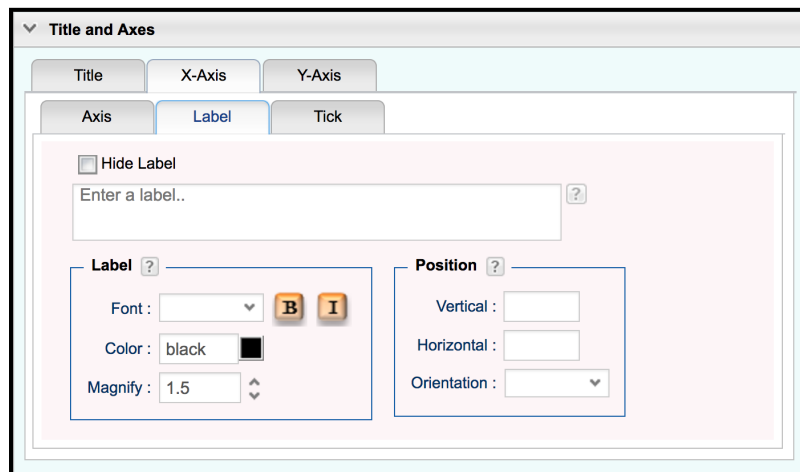 Title and Axes
Title X-Axis Y-Axis
Axis Label Tick
Hide Label
Enter a label.. ?
Label ? Position ?
Font : B I Vertical :
Color : black Horizontal :
Magnify : 1.5 Orientation :